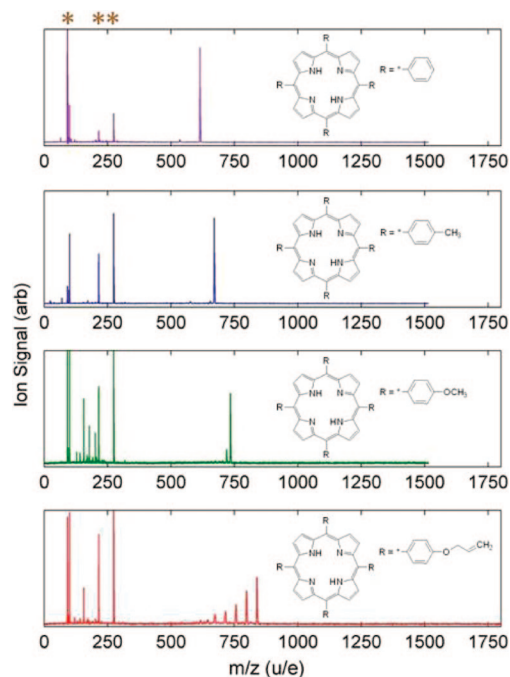 * * *
R
NH N
R R
N HN
R
R = *
0 250 500 750 1000 1250 1500 1750
R
NH N
R R
N HN
R
R = * CH₃
0 250 500 750 1000 1250 1500 1750
R
NH N
R R
N HN
R
R = * OCH₃
0 250 500 750 1000 1250 1500 1750
R
NH N
R R
N HN
R
R = * O CH₂
0 250 500 750 1000 1250 1500 1750
Ion Signal (arb)
m/z (u/e)